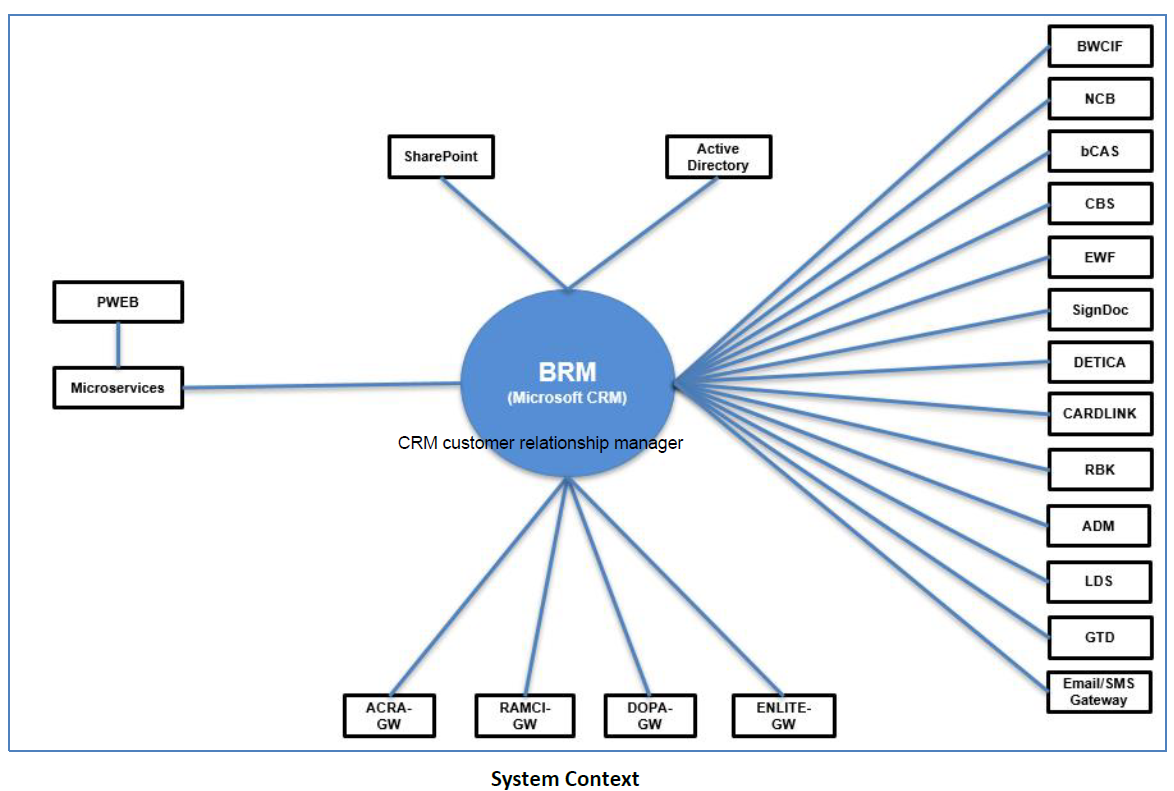 BWCIF
NCB
SharePoint
Active
Directory
bCAS
CBS
EWF
PWEB
SignDoc
Microservices
BRM
(Microsoft CRM)
DETICA
CARDLINK
CRM customer relationship manager
RBK
ADM
LDS
GTD
Email/SMS
Gateway
ACRA-
GW
RAMCI-
GW
DOPA-
GW
ENLITE-
GW
System Context